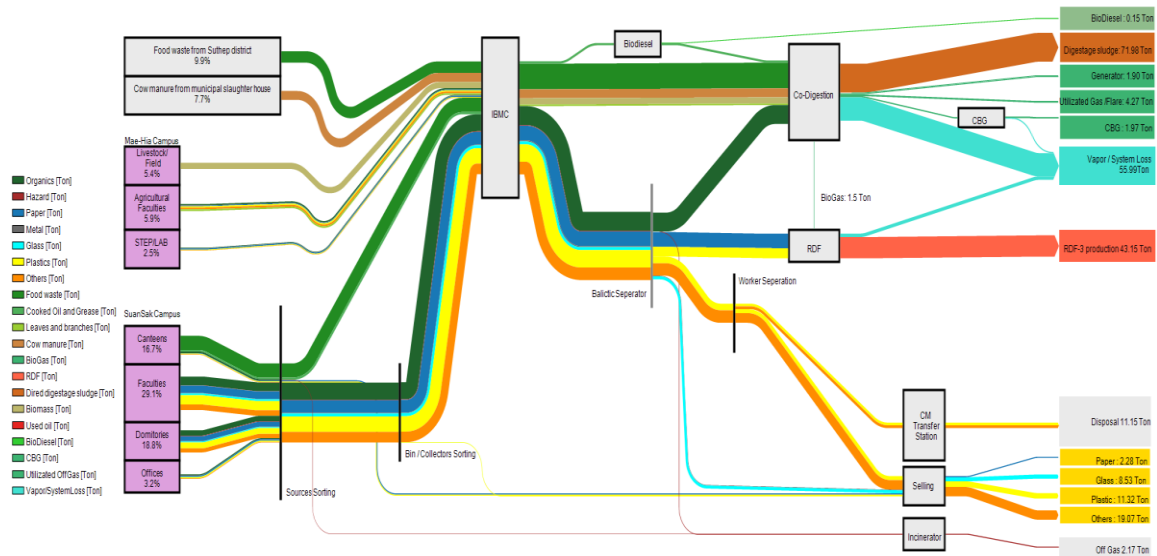 Food waste from Suthep district
9.9%
Cow manure from municipal slaughter house
7.7%
Mae-Hia Campus
Livestock/
Field
5.4%
Agricultural
Faculties
5.9%
STEP/LAB
2.5%
Organics [Ton]
Hazard [Ton]
Paper [Ton]
Metal [Ton]
Glass [Ton]
Plastics [Ton]
Others [Ton]
Food waste [Ton]
Cooked Oil and Grease [Ton]
Leaves and branches [Ton]
Cow manure [Ton]
BioGas [Ton]
RDF [Ton]
Dired digestage sludge [Ton]
Biomass [Ton]
Used oil [Ton]
BioDiesel [Ton]
CBG [Ton]
Utilizated OffGas [Ton]
Vapor/SystemLoss [Ton]
SuanSak Campus
Canteens
16.7%
Faculties
29.1%
Domitories
18.8%
Offices
3.2%
Sources Sorting
Bin / Collectors Sorting
IBMC
Biodiesel
Co-Digestion
CBG
BioGas: 1.5 Ton
RDF
Balictic Seperator
Worker Seperation
CM
Transfer
Station
Selling
Incinerator
BioDiesel : 0.15 Ton
Digestage sludge: 71.98 Ton
Generator: 1.90 Ton
Utilizated Gas /Flare: 4.27 Ton
CBG : 1.97 Ton
Vapor / System Loss
55.99Ton
RDF-3 production 43.15 Ton
Disposal 11.15 Ton
Paper : 2.28 Ton
Glass : 8.53 Ton
Plastic : 11.32 Ton
Others : 19.07 Ton
Off Gas 2.17 Ton